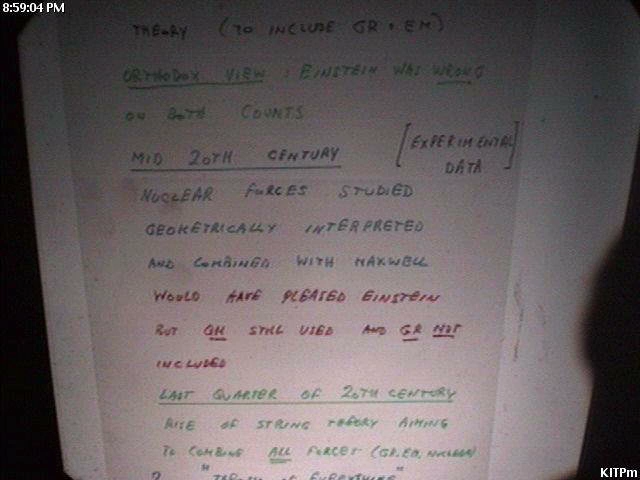 8:59:04 PM
THEORY (TO INCLUDE GR + EM)
ORTHODOX VIEW : EINSTEIN WAS WRONG
ON BOTH COUNTS
MID 20TH CENTURY
[EXPERIMENTAL
DATA]
NUCLEAR FORCES STUDIED
GEOMETRICALLY INTERPRETED
AND COMBINED WITH MAXWELL
WOULD HAVE PLEASED EINSTEIN
BUT QM STILL USED AND GR NOT
INCLUDED
LAST QUARTER OF 20TH CENTURY
RISE OF STRING THEORY AIMING
TO COMBINE ALL FORCES (GR, EM, NUCLEAR)
? "THEORY OF EVERYTHING"
KITPm